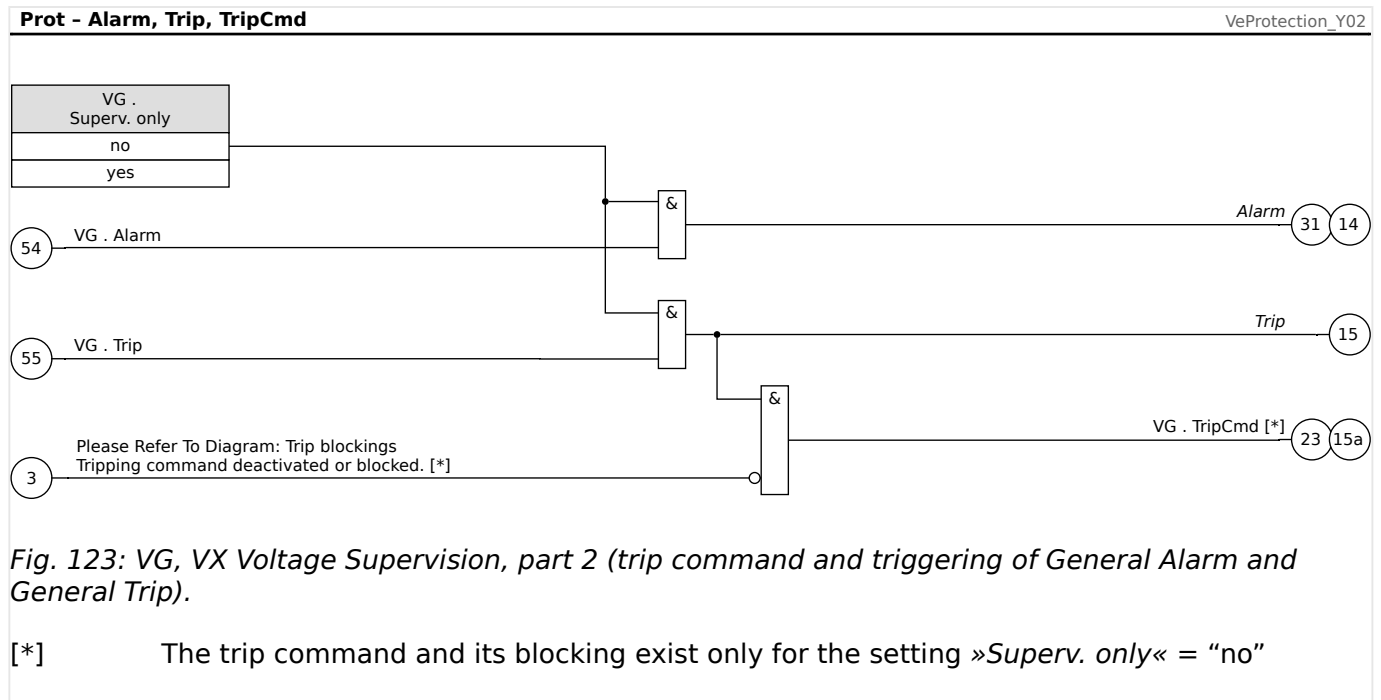 Prot – Alarm, Trip, TripCmd
VeProtection_Y02
VG .
Superv. only
no
yes
&
Alarm
31
14
54
VG . Alarm
&
Trip
15
55
VG . Trip
&
VG . TripCmd [*]
23
15a
Please Refer To Diagram: Trip blockings
Tripping command deactivated or blocked. [*]
3
Fig. 123: VG, VX Voltage Supervision, part 2 (trip command and triggering of General Alarm and
General Trip).
[*] The trip command and its blocking exist only for the setting »Superv. only« = “no”